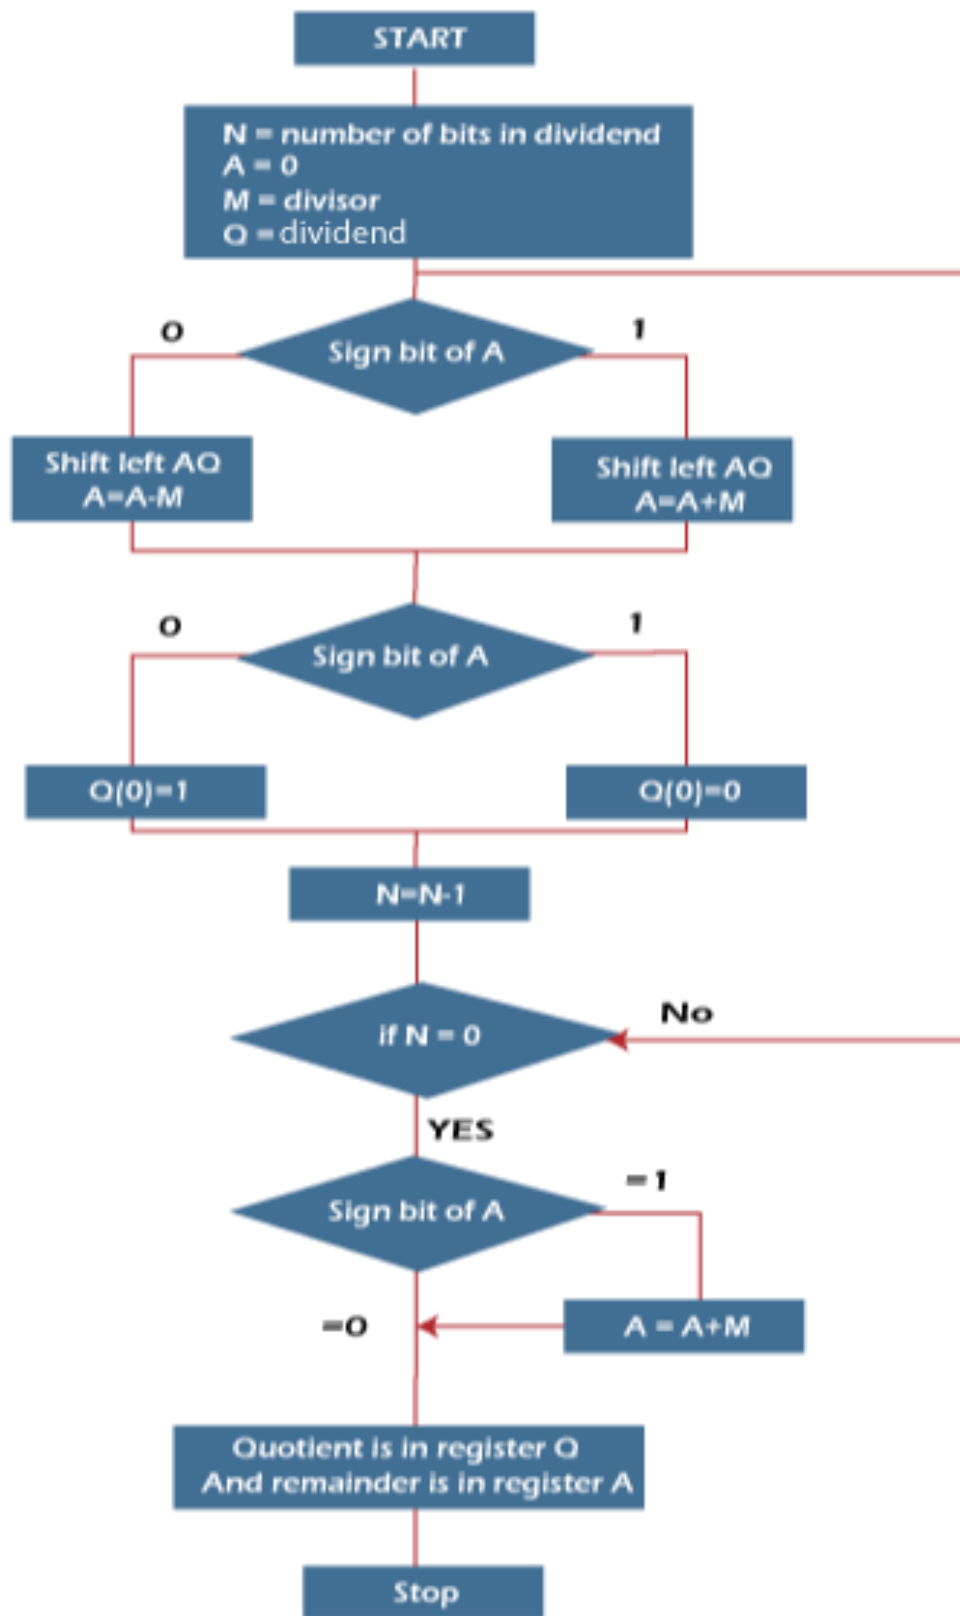 START
N = number of bits in dividend
A = 0
M = divisor
Q = dividend
Sign bit of A
0
1
Shift left AQ
A=A-M
Shift left AQ
A=A+M
Sign bit of A
0
1
Q(0)=1
Q(0)=0
N=N-1
if N = 0
No
YES
Sign bit of A
=1
=0
A = A+M
Quotient is in register Q
And remainder is in register A
Stop